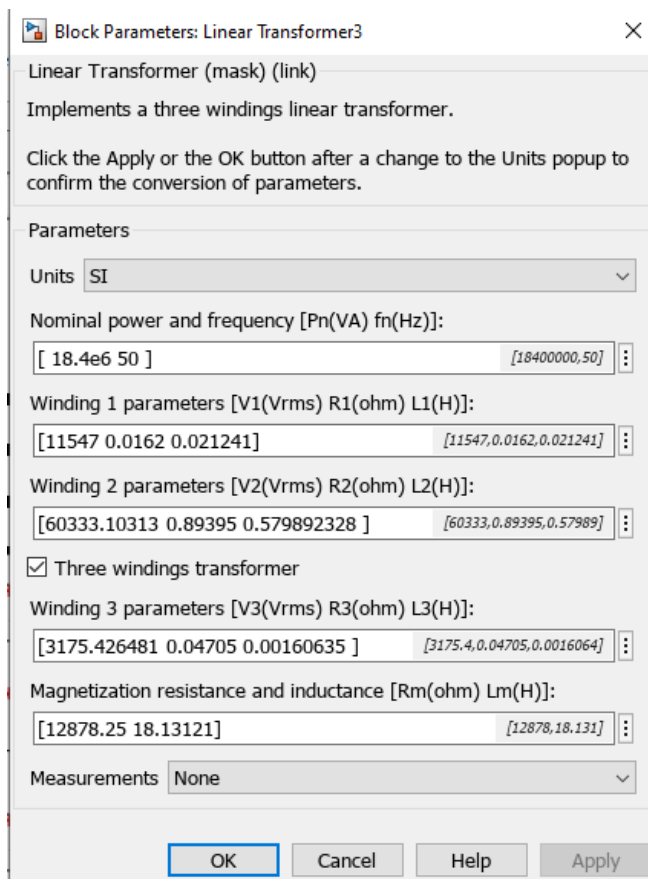 Block Parameters: Linear Transformer3
Linear Transformer (mask) (link)
Implements a three windings linear transformer.
Click the Apply or the OK button after a change to the Units popup to
confirm the conversion of parameters.
Parameters
Units SI
Nominal power and frequency [Pn(VA) fn(Hz)]:
[ 18.4e6 50 ] [18400000,50]
Winding 1 parameters [V1(Vrms) R1(ohm) L1(H)]:
[11547 0.0162 0.021241] [11547,0.0162,0.021241]
Winding 2 parameters [V2(Vrms) R2(ohm) L2(H)]:
[60333.10313 0.89395 0.579892328 ] [60333,0.89395,0.57989]
Three windings transformer
Winding 3 parameters [V3(Vrms) R3(ohm) L3(H)]:
[3175.426481 0.04705 0.00160635 ] [3175.4,0.04705,0.0016064]
Magnetization resistance and inductance [Rm(ohm) Lm(H)]:
[12878.25 18.13121] [12878,18.131]
Measurements None
OK Cancel Help Apply